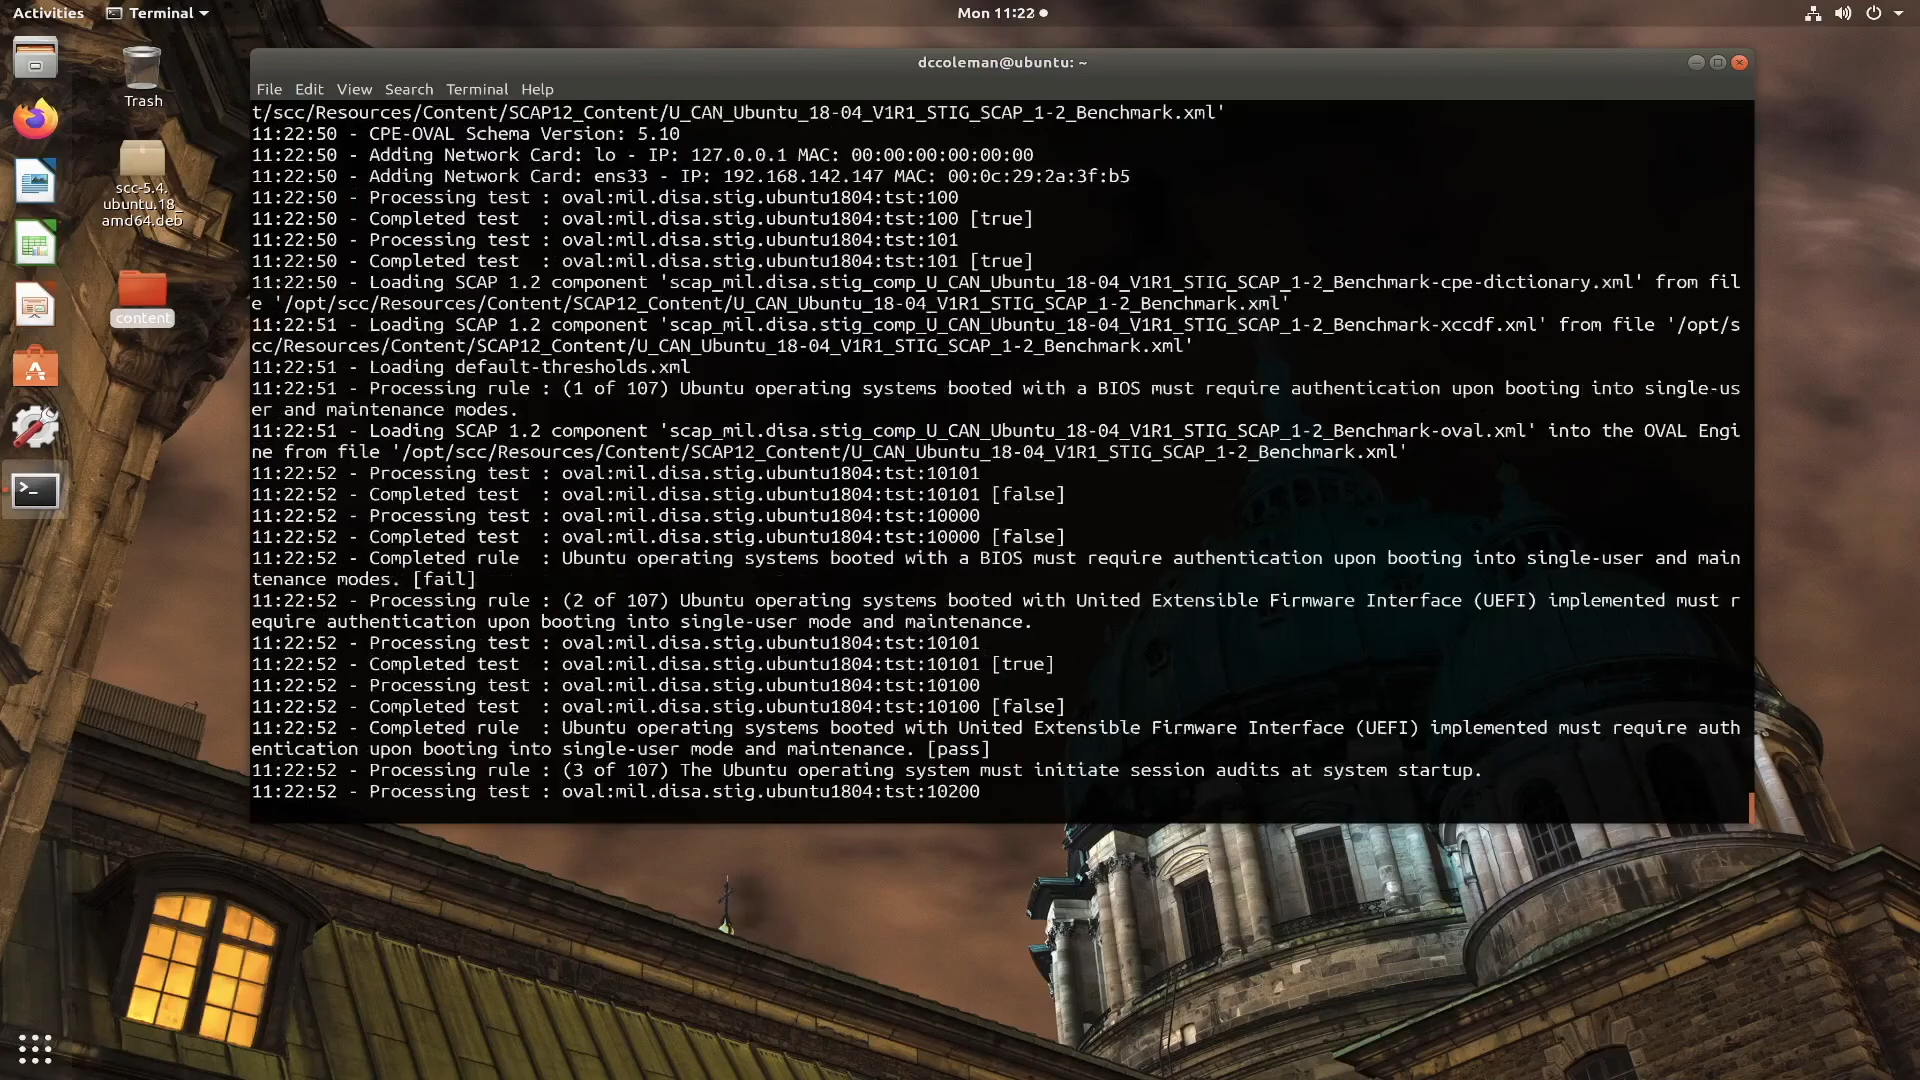 Activities
Terminal
Mon 11:22
Trash
scc-5.4.
ubuntu.18_
amd64.deb
content
dccoleman@ubuntu: ~
File Edit View Search Terminal Help
t/scc/Resources/Content/SCAP12_Content/U_CAN_Ubuntu_18-04_V1R1_STIG_SCAP_1-2_Benchmark.xml'
11:22:50 - CPE-OVAL Schema Version: 5.10
11:22:50 - Adding Network Card: lo - IP: 127.0.0.1 MAC: 00:00:00:00:00:00
11:22:50 - Adding Network Card: ens33 - IP: 192.168.142.147 MAC: 00:0c:29:2a:3f:b5
11:22:50 - Processing test : oval:mil.disa.stig.ubuntu1804:tst:100
11:22:50 - Completed test  : oval:mil.disa.stig.ubuntu1804:tst:100 [true]
11:22:50 - Processing test : oval:mil.disa.stig.ubuntu1804:tst:101
11:22:50 - Completed test  : oval:mil.disa.stig.ubuntu1804:tst:101 [true]
11:22:50 - Loading SCAP 1.2 component 'scap_mil.disa.stig_comp_U_CAN_Ubuntu_18-04_V1R1_STIG_SCAP_1-2_Benchmark-cpe-dictionary.xml' from fil
e '/opt/scc/Resources/Content/SCAP12_Content/U_CAN_Ubuntu_18-04_V1R1_STIG_SCAP_1-2_Benchmark.xml'
11:22:51 - Loading SCAP 1.2 component 'scap_mil.disa.stig_comp_U_CAN_Ubuntu_18-04_V1R1_STIG_SCAP_1-2_Benchmark-xccdf.xml' from file '/opt/s
cc/Resources/Content/SCAP12_Content/U_CAN_Ubuntu_18-04_V1R1_STIG_SCAP_1-2_Benchmark.xml'
11:22:51 - Loading default-thresholds.xml
11:22:51 - Processing rule : (1 of 107) Ubuntu operating systems booted with a BIOS must require authentication upon booting into single-us
er and maintenance modes.
11:22:51 - Loading SCAP 1.2 component 'scap_mil.disa.stig_comp_U_CAN_Ubuntu_18-04_V1R1_STIG_SCAP_1-2_Benchmark-oval.xml' into the OVAL Engi
ne from file '/opt/scc/Resources/Content/SCAP12_Content/U_CAN_Ubuntu_18-04_V1R1_STIG_SCAP_1-2_Benchmark.xml'
11:22:52 - Processing test : oval:mil.disa.stig.ubuntu1804:tst:10101
11:22:52 - Completed test  : oval:mil.disa.stig.ubuntu1804:tst:10101 [false]
11:22:52 - Processing test : oval:mil.disa.stig.ubuntu1804:tst:10000
11:22:52 - Completed test  : oval:mil.disa.stig.ubuntu1804:tst:10000 [false]
11:22:52 - Completed rule  : Ubuntu operating systems booted with a BIOS must require authentication upon booting into single-user and main
tenance modes. [fail]
11:22:52 - Processing rule : (2 of 107) Ubuntu operating systems booted with United Extensible Firmware Interface (UEFI) implemented must r
equire authentication upon booting into single-user mode and maintenance.
11:22:52 - Processing test : oval:mil.disa.stig.ubuntu1804:tst:10101
11:22:52 - Completed test  : oval:mil.disa.stig.ubuntu1804:tst:10101 [true]
11:22:52 - Processing test : oval:mil.disa.stig.ubuntu1804:tst:10100
11:22:52 - Completed test  : oval:mil.disa.stig.ubuntu1804:tst:10100 [false]
11:22:52 - Completed rule  : Ubuntu operating systems booted with United Extensible Firmware Interface (UEFI) implemented must require auth
entication upon booting into single-user mode and maintenance. [pass]
11:22:52 - Processing rule : (3 of 107) The Ubuntu operating system must initiate session audits at system startup.
11:22:52 - Processing test : oval:mil.disa.stig.ubuntu1804:tst:10200